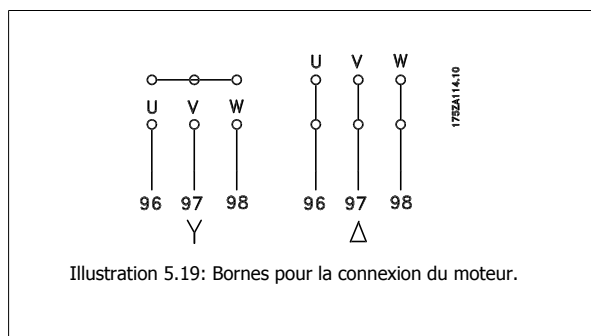 U V W
U V W
175ZA114.10
96 97 98
96 97 98
Y
Δ
Illustration 5.19: Bornes pour la connexion du moteur.